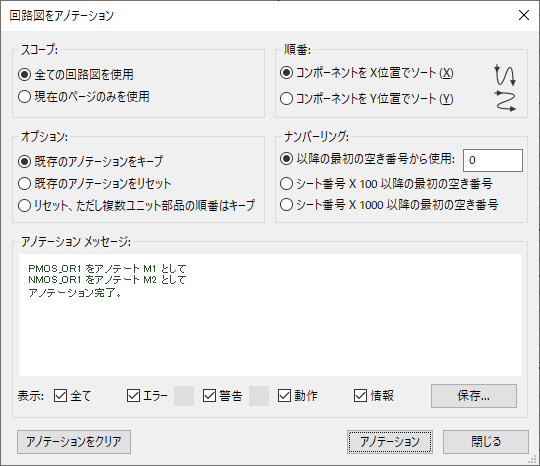 回路図をアノテーション
スコープ:
全ての回路図を使用
現在のページのみを使用
順番:
コンポーネントを X位置でソート (X)
コンポーネントを Y位置でソート (Y)
オプション:
既存のアノテーションをキープ
既存のアノテーションをリセット
リセット、ただし複数ユニット部品の順番はキープ
ナンバーリング:
以降の最初の空き番号から使用: 0
シート番号 X 100 以降の最初の空き番号
シート番号 X 1000 以降の最初の空き番号
アノテーション メッセージ:
PMOS_OR1 をアノテート M1 として
NMOS_OR1 をアノテート M2 として
アノテーション完了。
表示: 全て エラー 警告 動作 情報 保存...
アノテーションをクリア アノテーション 閉じる